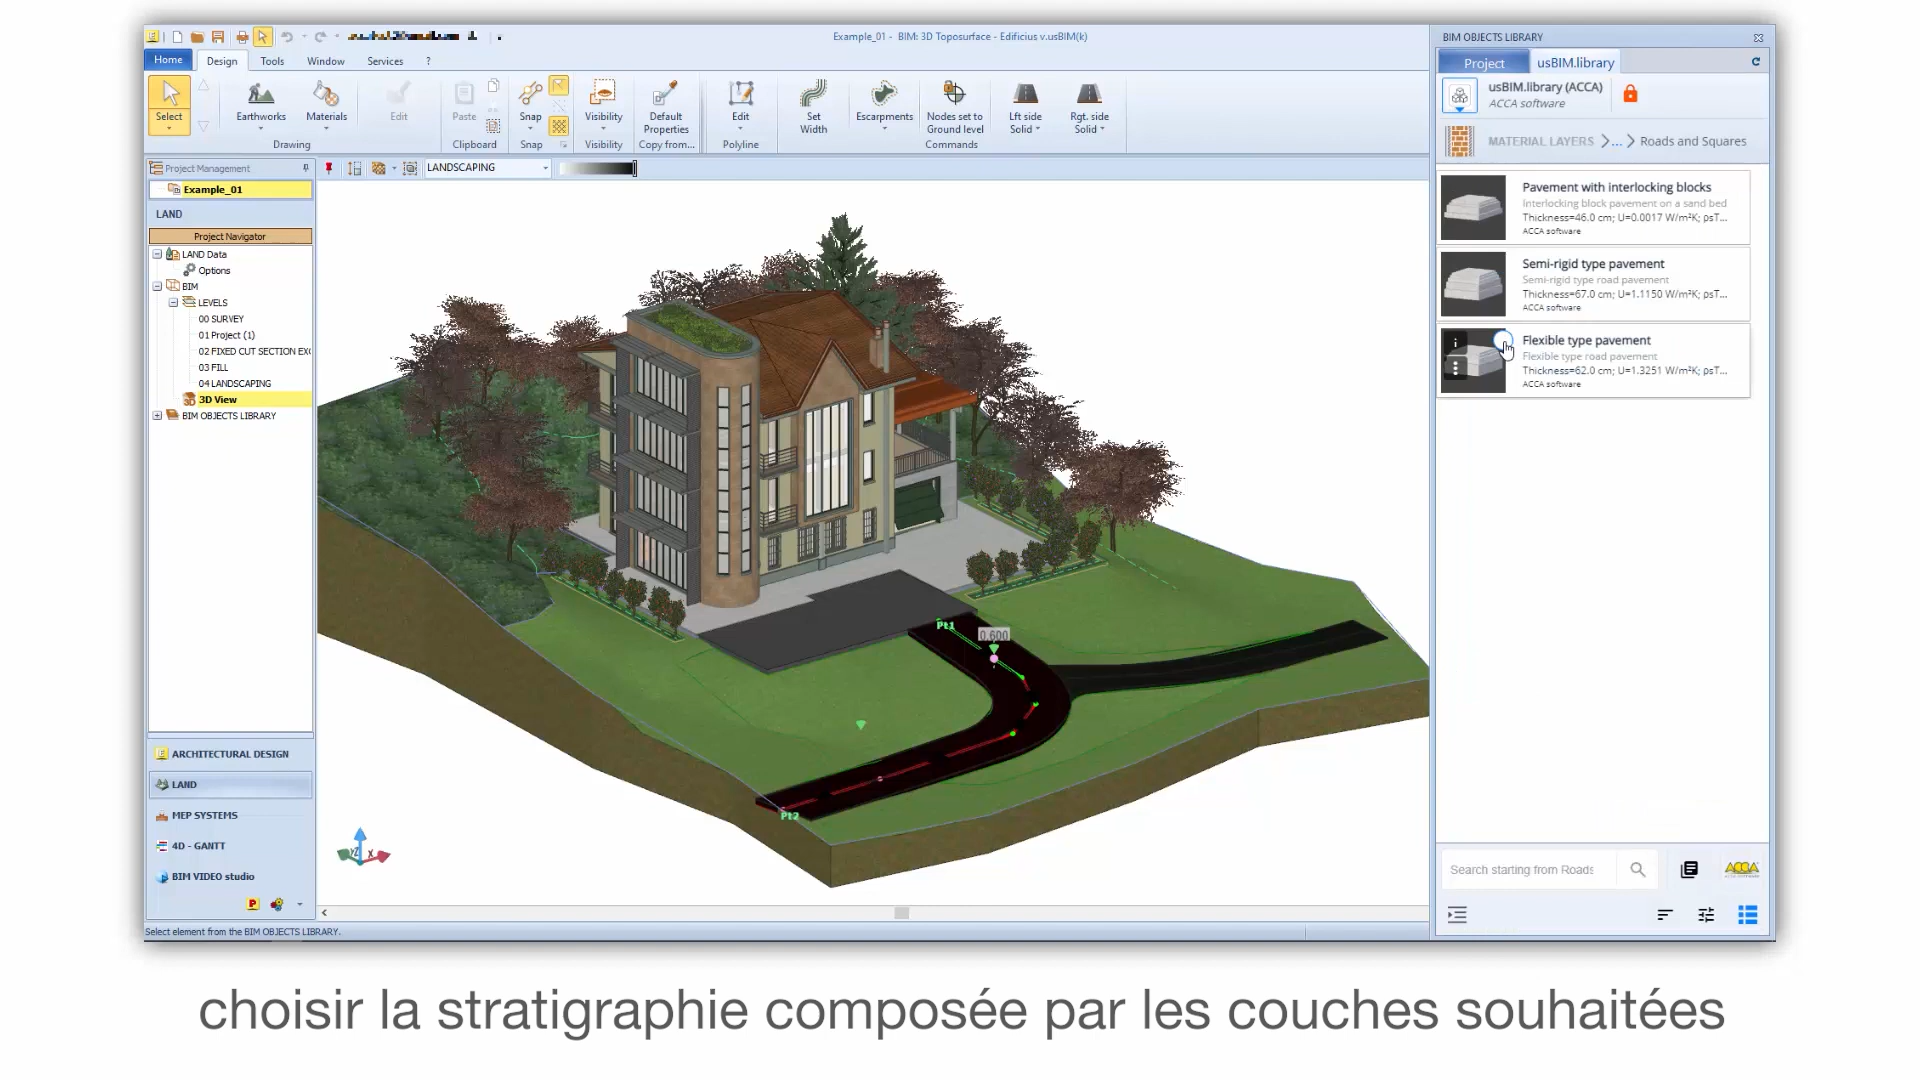 Example_01 - BIM: 3D Toposurface - Edificius v.usBIM(k)
Home Design Tools Window Services ?
Select Earthworks Materials Edit Paste Snap Visibility Default Properties Edit Set Width Escarpments Nodes set to Ground level Lft side Solid Rgt. side Solid
Drawing Clipboard Snap Visibility Copy from... Polyline Commands
Project Management
LANDSCAPING
Example_01
LAND
Project Navigator
LAND Data
Options
BIM
LEVELS
00 SURVEY
01 Project (1)
02 FIXED CUT SECTION EX
03 FILL
04 LANDSCAPING
3D View
BIM OBJECTS LIBRARY
ARCHITECTURAL DESIGN
LAND
MEP SYSTEMS
4D - GANTT
BIM VIDEO studio
Select element from the BIM OBJECTS LIBRARY.
Pt1
0.600
Pt2
Z
X
BIM OBJECTS LIBRARY
Project usBIM.library
usBIM.library (ACCA)
ACCA software
MATERIAL LAYERS > ... > Roads and Squares
Pavement with interlocking blocks
Interlocking block pavement on a sand bed
Thickness=46.0 cm; U=0.0017 W/m²K; ρsT...
ACCA software
Semi-rigid type pavement
Semi-rigid type road pavement
Thickness=67.0 cm; U=1.1150 W/m²K; ρsT...
ACCA software
Flexible type pavement
Flexible type road pavement
Thickness=62.0 cm; U=1.3251 W/m²K; ρsT...
ACCA software
Search starting from Roads
ACCA
choisir la stratigraphie composée par les couches souhaitées